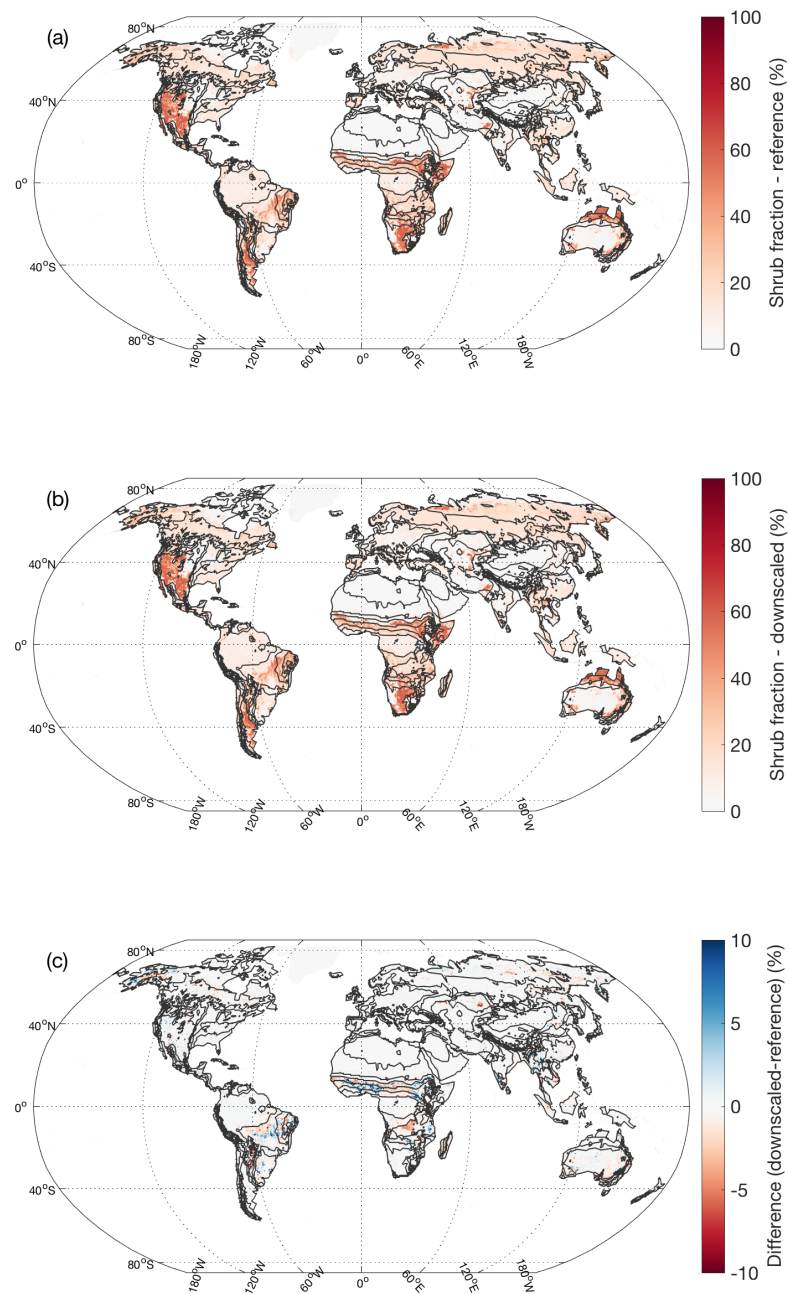 (a)
80°N
40°N
0°
40°S
80°S
180°W
120°W
60°W
0°
60°E
120°E
180°W
100
80
60
40
20
0
Shrub fraction - reference (%)
(b)
80°N
40°N
0°
40°S
80°S
180°W
120°W
60°W
0°
60°E
120°E
180°W
100
80
60
40
20
0
Shrub fraction - downscaled (%)
(c)
80°N
40°N
0°
40°S
80°S
180°W
120°W
60°W
0°
60°E
120°E
180°W
10
5
0
-5
-10
Difference (downscaled-reference) (%)